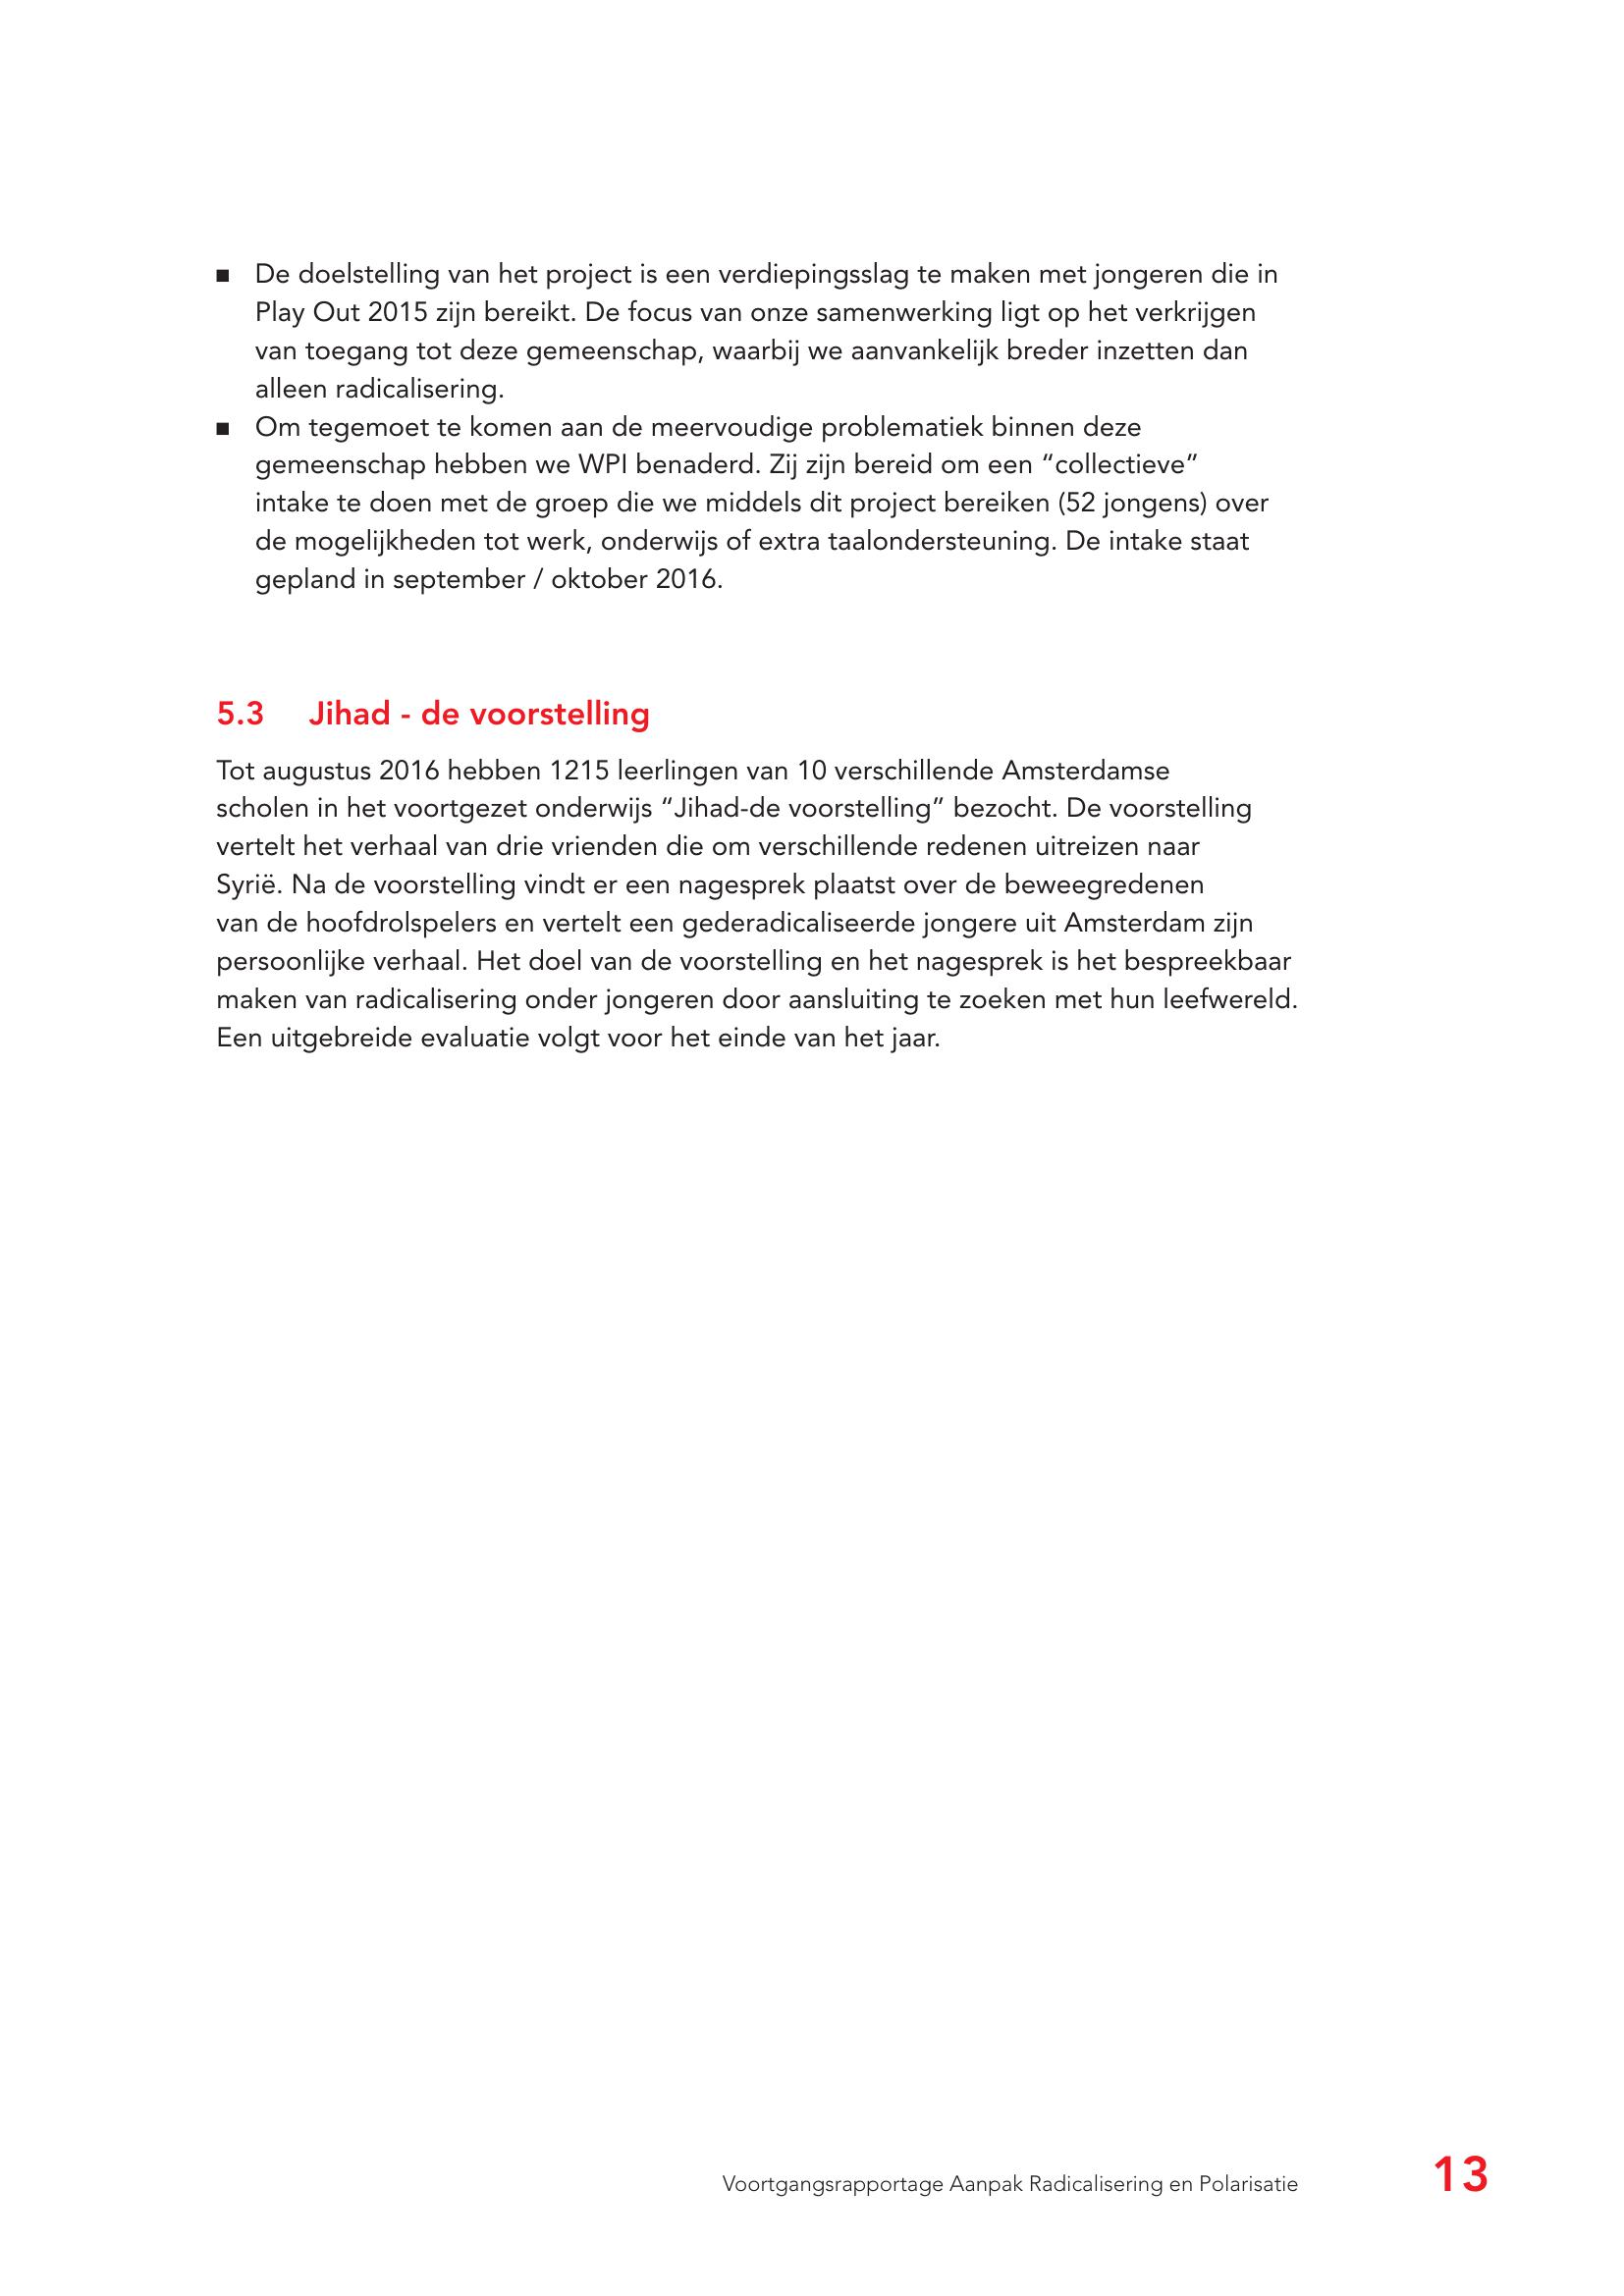 ■ De doelstelling van het project is een verdiepingsslag te maken met jongeren die in
Play Out 2015 zijn bereikt. De focus van onze samenwerking ligt op het verkrijgen
van toegang tot deze gemeenschap, waarbij we aanvankelijk breder inzetten dan
alleen radicalisering.
■ Om tegemoet te komen aan de meervoudige problematiek binnen deze
gemeenschap hebben we WPI benaderd. Zij zijn bereid om een “collectieve”
intake te doen met de groep die we middels dit project bereiken (52 jongens) over
de mogelijkheden tot werk, onderwijs of extra taalondersteuning. De intake staat
gepland in september / oktober 2016.
5.3 Jihad - de voorstelling
Tot augustus 2016 hebben 1215 leerlingen van 10 verschillende Amsterdamse
scholen in het voortgezet onderwijs “Jihad-de voorstelling” bezocht. De voorstelling
vertelt het verhaal van drie vrienden die om verschillende redenen uitreizen naar
Syrië. Na de voorstelling vindt er een nagesprek plaatst over de beweegredenen
van de hoofdrolspelers en vertelt een gederadicaliseerde jongere uit Amsterdam zijn
persoonlijke verhaal. Het doel van de voorstelling en het nagesprek is het bespreekbaar
maken van radicalisering onder jongeren door aansluiting te zoeken met hun leefwereld.
Een uitgebreide evaluatie volgt voor het einde van het jaar.
Voortgangsrapportage Aanpak Radicalisering en Polarisatie 13